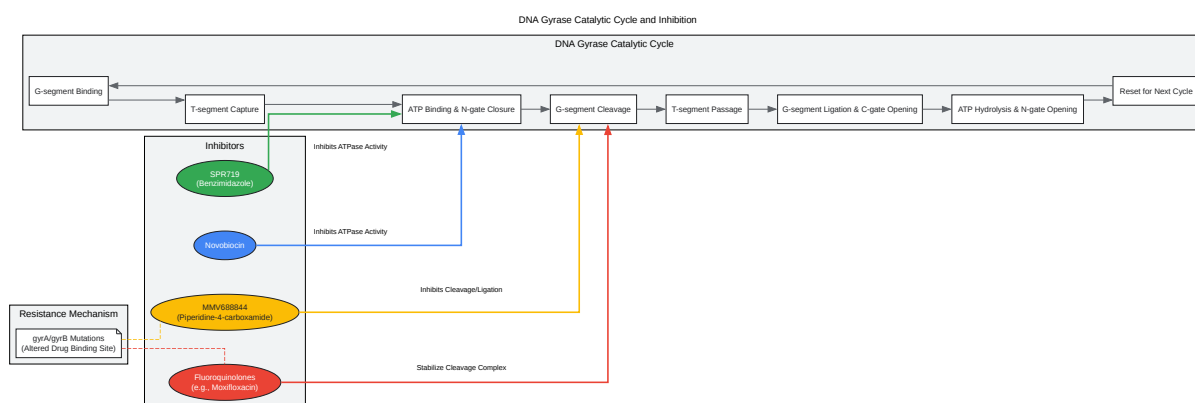 DNA Gyrase Catalytic Cycle and Inhibition
DNA Gyrase Catalytic Cycle
G-segment Binding
T-segment Capture
ATP Binding & N-gate Closure
G-segment Cleavage
T-segment Passage
G-segment Ligation & C-gate Opening
ATP Hydrolysis & N-gate Opening
Reset for Next Cycle
Inhibitors
SPR719
(Benzimidazole)
Inhibits ATPase Activity
Novobiocin
Inhibits ATPase Activity
MMV688844
(Piperidine-4-carboxamide)
Inhibits Cleavage/Ligation
Fluoroquinolones
(e.g., Moxifloxacin)
Stabilize Cleavage Complex
Resistance Mechanism
gyrA/gyrB Mutations
(Altered Drug Binding Site)